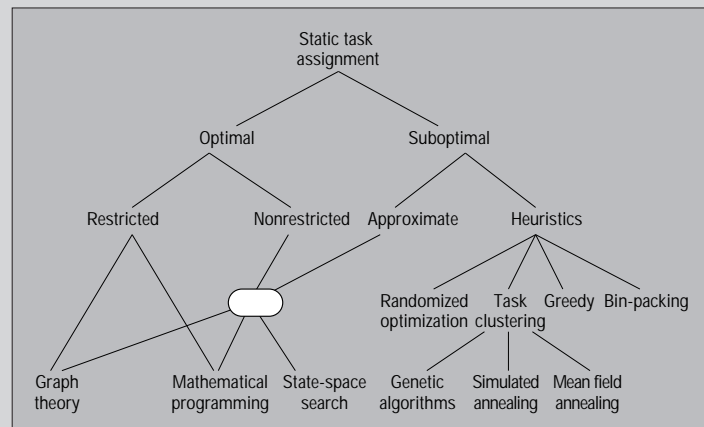 Static task
assignment
Optimal
Suboptimal
Restricted
Nonrestricted
Approximate
Heuristics
Randomized
optimization
Task
clustering
Greedy
Bin-packing
Graph
theory
Mathematical
programming
State-space
search
Genetic
algorithms
Simulated
annealing
Mean field
annealing